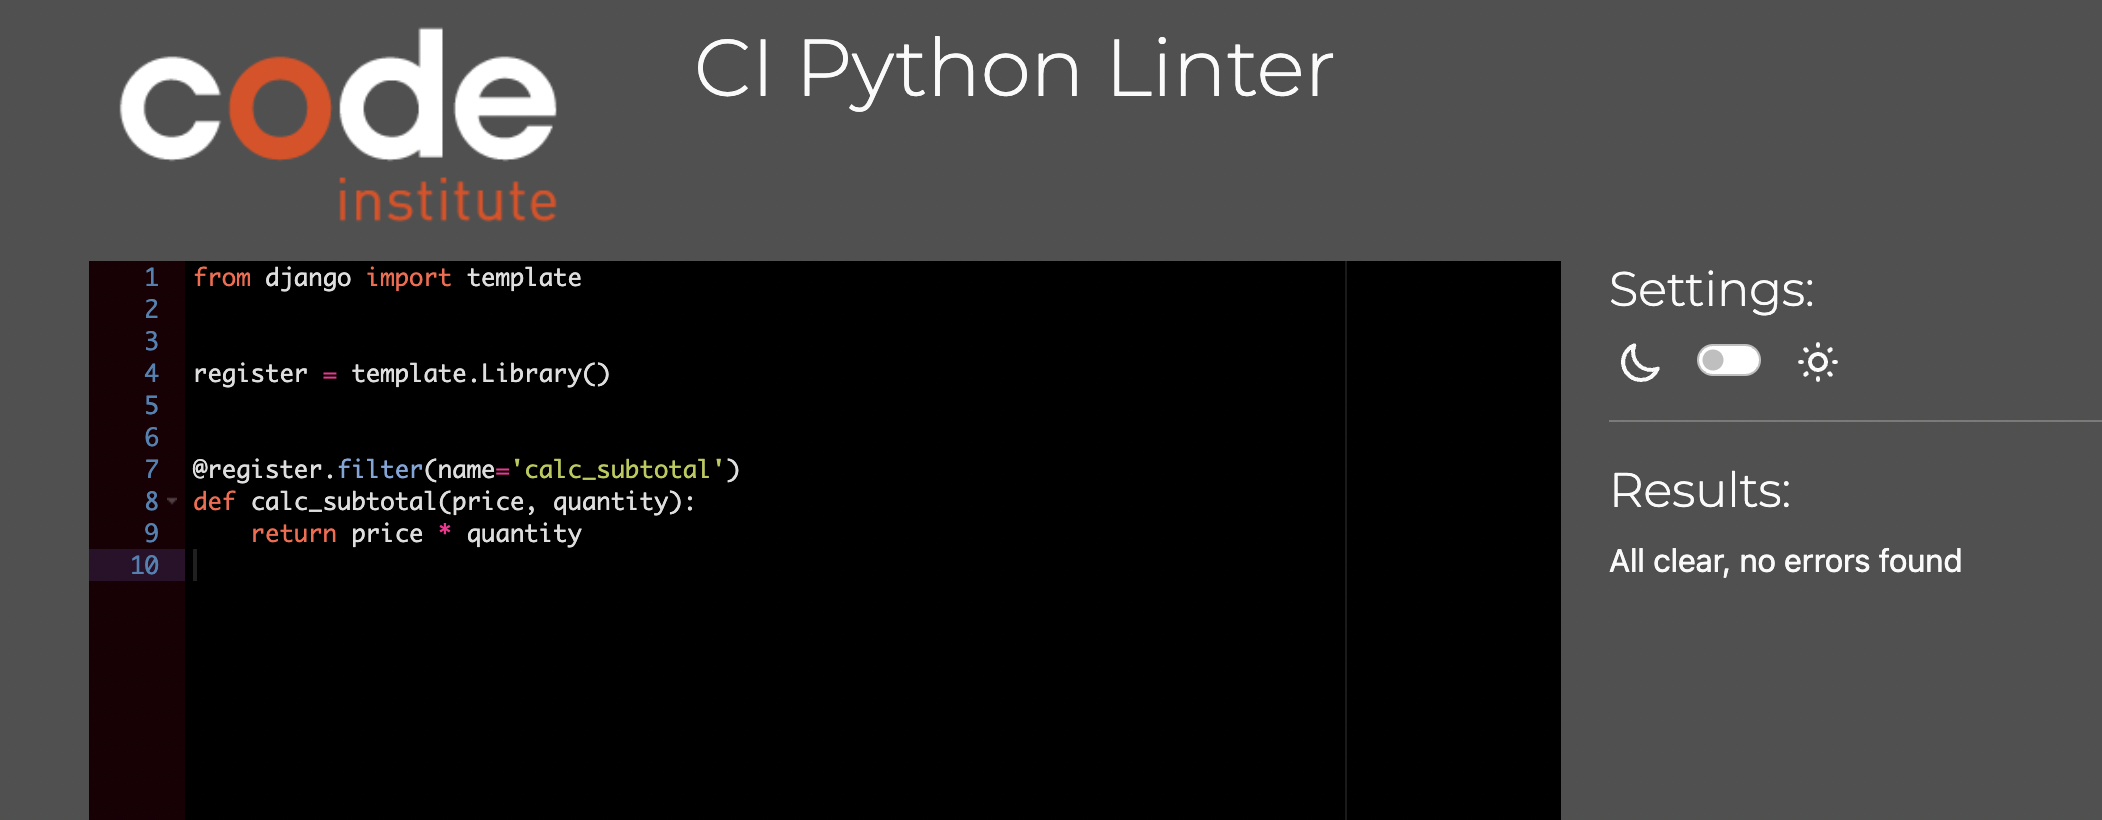 code
institute
CI Python Linter
1 from django import template
2
3
4 register = template.Library()
5
6
7 @register.filter(name='calc_subtotal')
8 def calc_subtotal(price, quantity):
9     return price * quantity
10
Settings:
Results:
All clear, no errors found